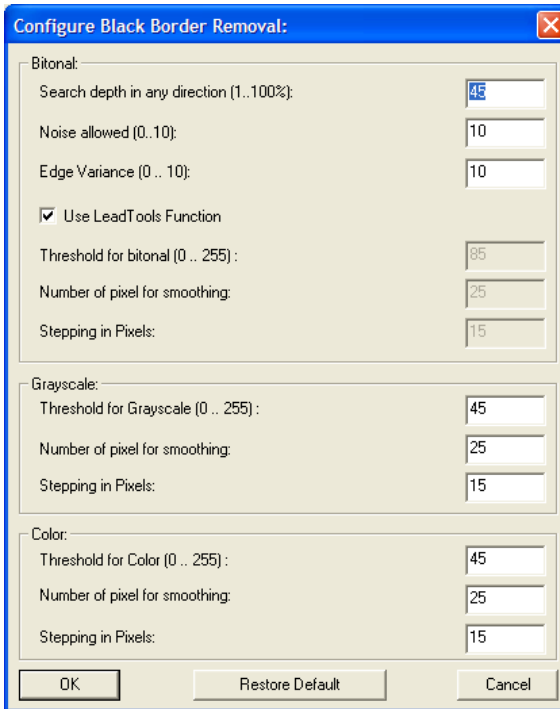 Configure Black Border Removal:
Bitonal:
Search depth in any direction (1..100%): 45
Noise allowed (0..10): 10
Edge Variance (0 .. 10): 10
Use LeadTools Function
Threshold for bitonal (0 .. 255) : 85
Number of pixel for smoothing: 25
Stepping in Pixels: 15
Grayscale:
Threshold for Grayscale (0 .. 255) : 45
Number of pixel for smoothing: 25
Stepping in Pixels: 15
Color:
Threshold for Color (0 .. 255) : 45
Number of pixel for smoothing: 25
Stepping in Pixels: 15
OK Restore Default Cancel